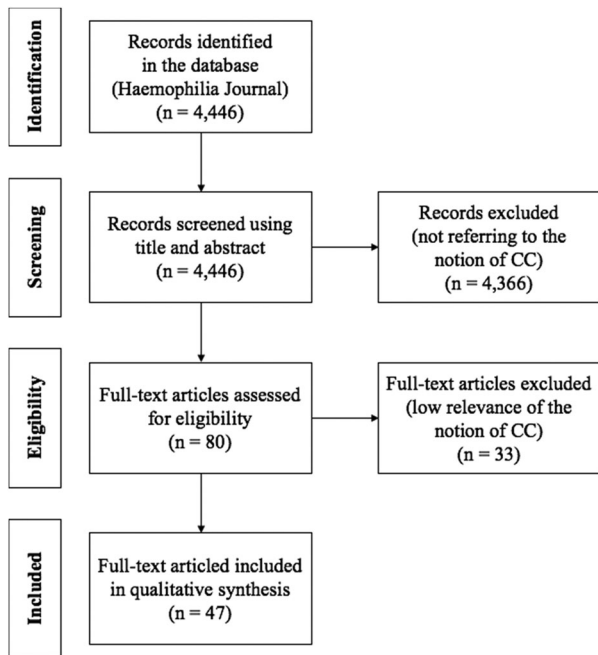 Identification
Records identified
in the database
(Haemophilia Journal)
(n = 4,446)
Screening
Records screened using
title and abstract
(n = 4,446)
Records excluded
(not referring to the
notion of CC)
(n = 4,366)
Eligibility
Full-text articles assessed
for eligibility
(n = 80)
Full-text articles excluded
(low relevance of the
notion of CC)
(n = 33)
Included
Full-text articled included
in qualitative synthesis
(n = 47)